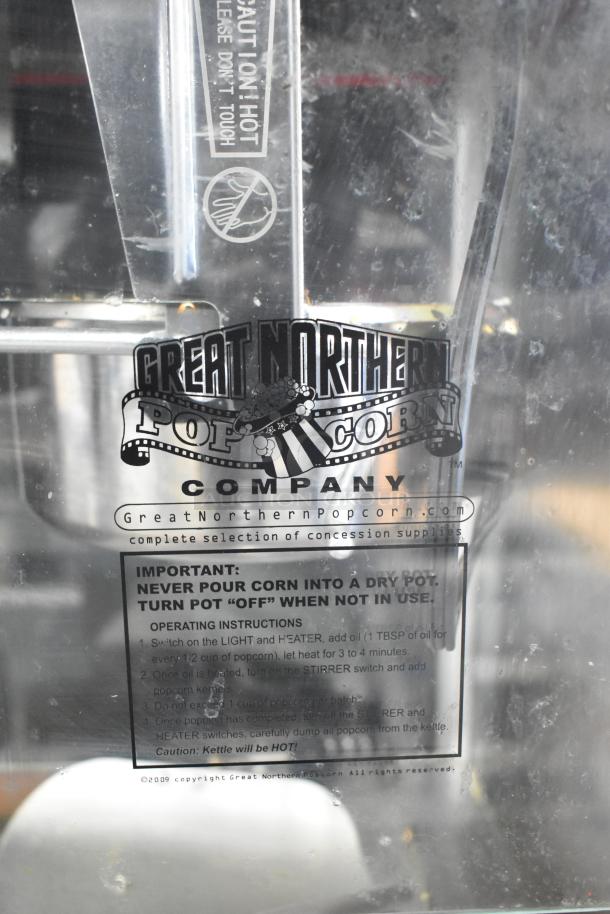 CAUTION! HOT
PLEASE DON'T TOUCH
GREAT NORTHERN
POPCORN
TM
COMPANY
GreatNorthernPopcorn.com
complete selection of concession supplies
IMPORTANT:
NEVER POUR CORN INTO A DRY POT.
TURN POT “OFF” WHEN NOT IN USE.
OPERATING INSTRUCTIONS
1. Switch on the LIGHT and HEATER, add oil (1 TBSP of oil for
every 1/2 cup of popcorn), let heat for 3 to 4 minutes.
2. Once oil is heated, turn on the STIRRER switch and add
popcorn kernels.
3. Do not exceed 1 cup of popcorn per batch.
4. Once popping has completed, turn off the STIRRER and
HEATER switches, carefully dump all popcorn from the kettle.
Caution: Kettle will be HOT!
©2009 copyright Great Northern Popcorn All rights reserved.